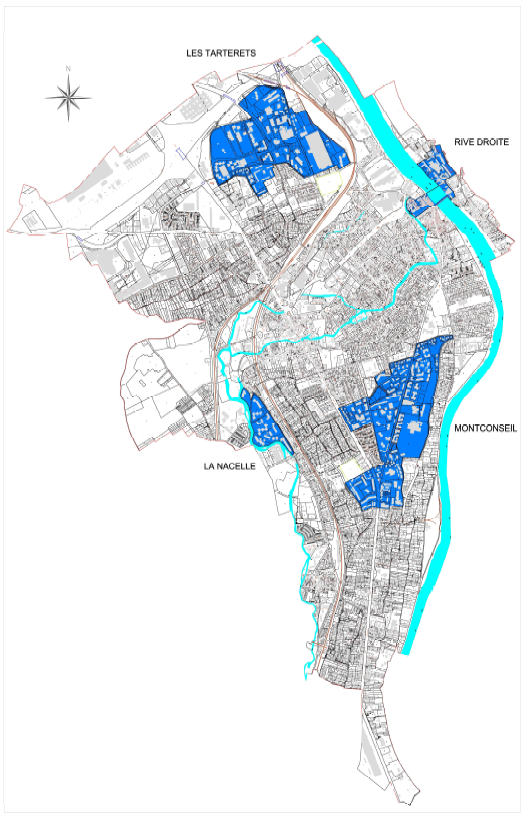 LES TARTERETS
N
RIVE DROITE
MONTCONSEIL
LA NACELLE